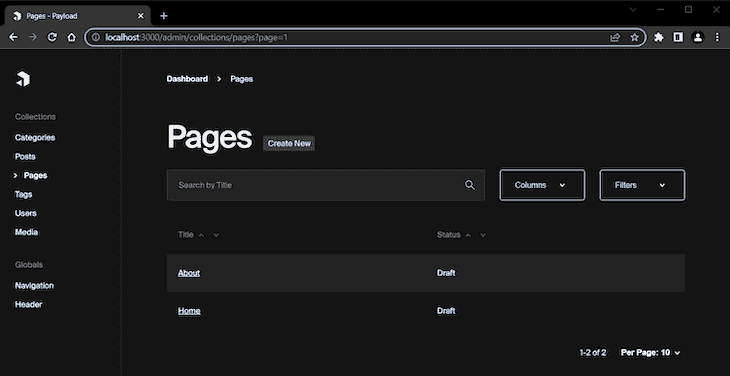 Pages - Payload
localhost:3000/admin/collections/pages?page=1
Dashboard > Pages
Collections
Categories
Posts
> Pages
Tags
Users
Media
Globals
Navigation
Header
Pages
Create New
Search by Title
Columns
Filters
Title
Status
About
Draft
Home
Draft
1-2 of 2
Per Page: 10